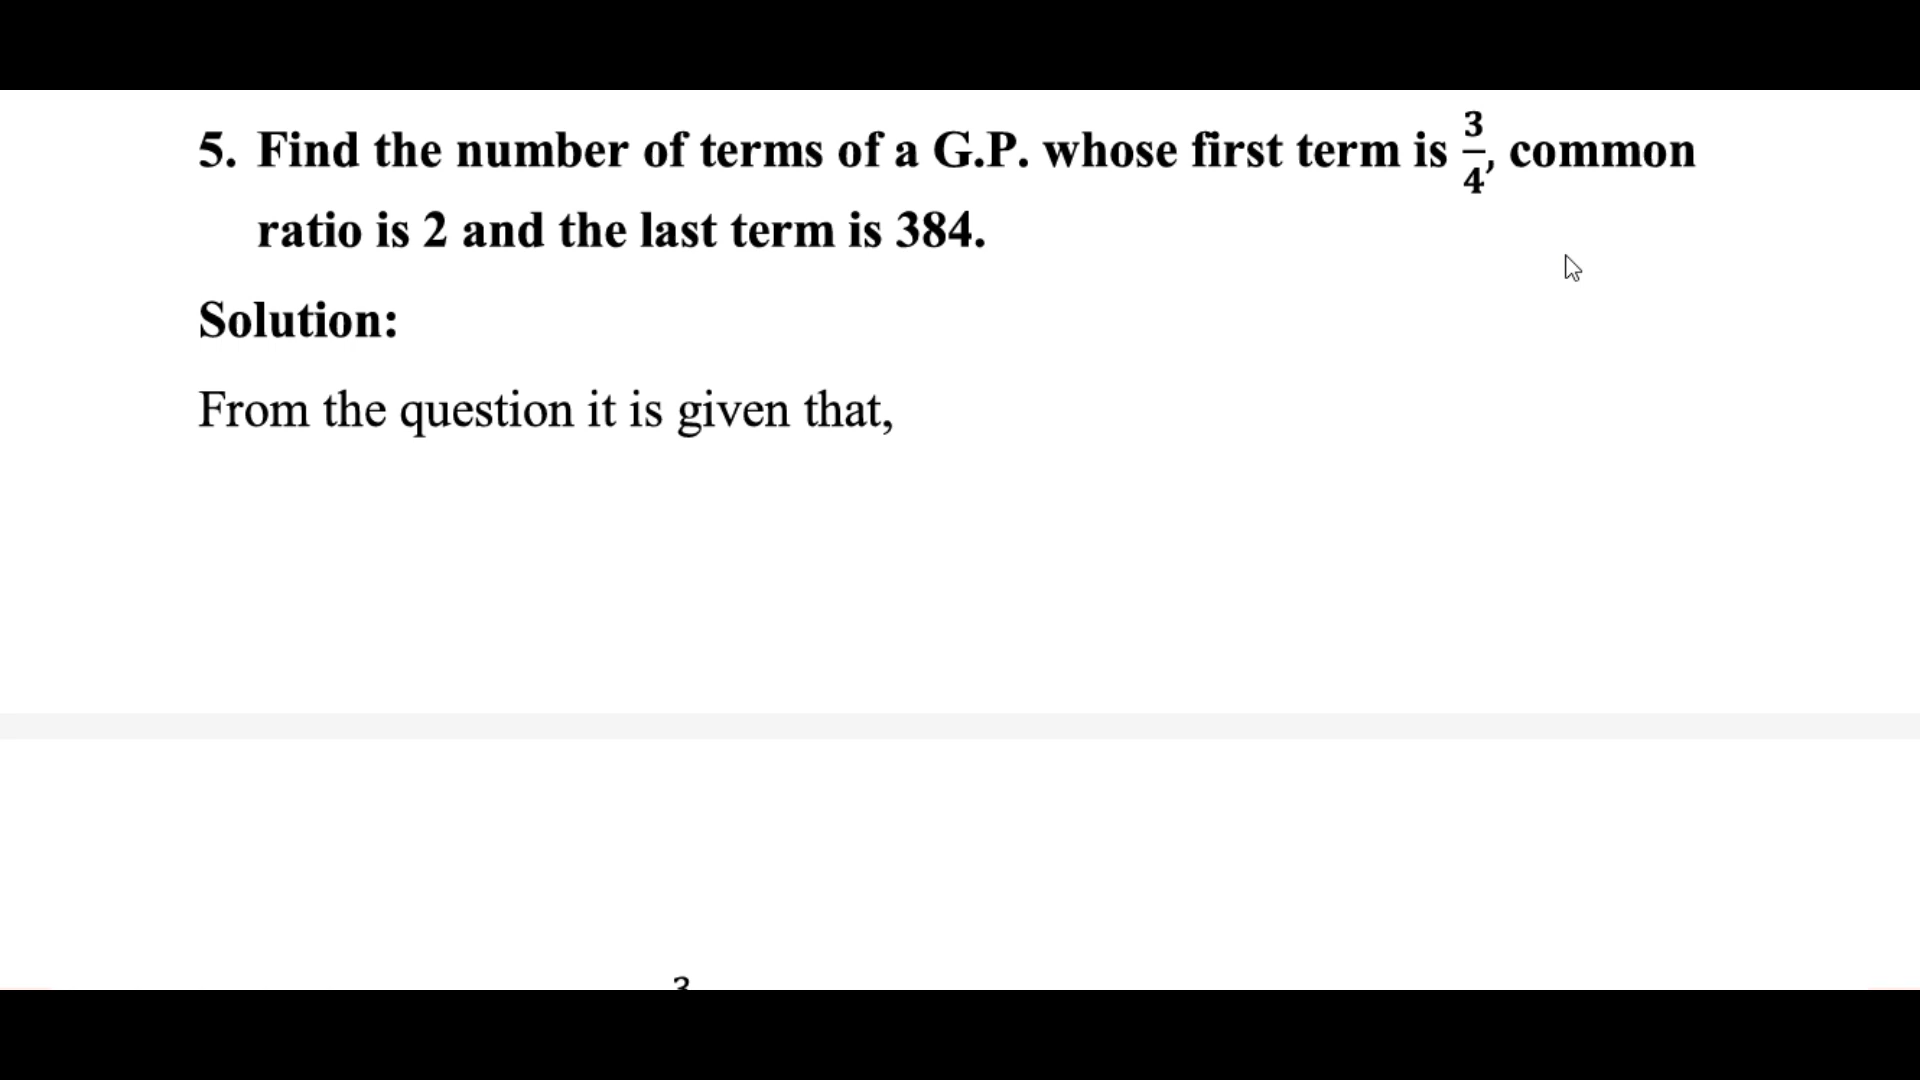 5. Find the number of terms of a G.P. whose first term is 3/4, common
ratio is 2 and the last term is 384.
Solution:
From the question it is given that,